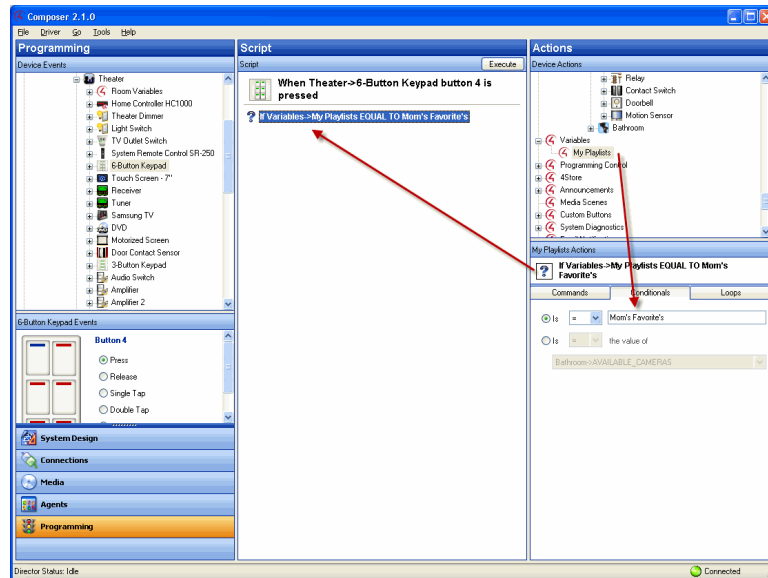 Composer 2.1.0
File Driver Go Tools Help
Programming
Device Events
Theater
Room Variables
Home Controller HC1000
Theater Dimmer
Light Switch
TV Outlet Switch
System Remote Control SR-250
6-Button Keypad
Touch Screen - 7"
Receiver
Tuner
Samsung TV
DVD
Motorized Screen
Door Contact Sensor
3-Button Keypad
Audio Switch
Amplifier
Amplifier 2
6-Button Keypad Events
Button 4
Press
Release
Single Tap
Double Tap
System Design
Connections
Media
Agents
Programming
Director Status: Idle
Script
Script Execute
When Theater->6-Button Keypad button 4 is
pressed
? If Variables->My Playlists EQUAL TO Mom's Favorite's
Actions
Device Actions
Relay
Contact Switch
Doorbell
Motion Sensor
Bathroom
Variables
My Playlists
Programming Control
4Store
Announcements
Media Scenes
Custom Buttons
System Diagnostics
My Playlists Actions
? If Variables->My Playlists EQUAL TO Mom's
Favorite's
Commands Conditionals Loops
Is = Mom's Favorite's
Is = the value of
Bathroom->AVAILABLE_CAMERAS
Connected